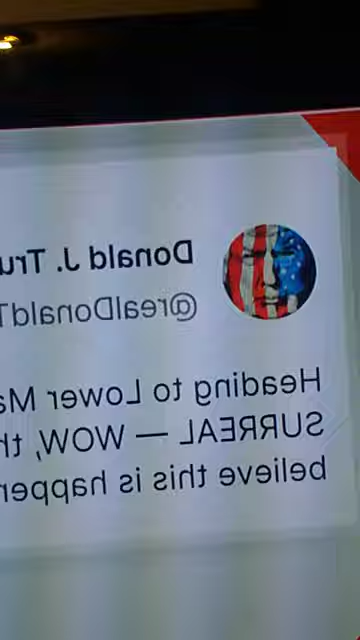 Donald J. Tru
@realDonaldT
Heading to Lower Ma
SURREAL — WOW, th
believe this is happen